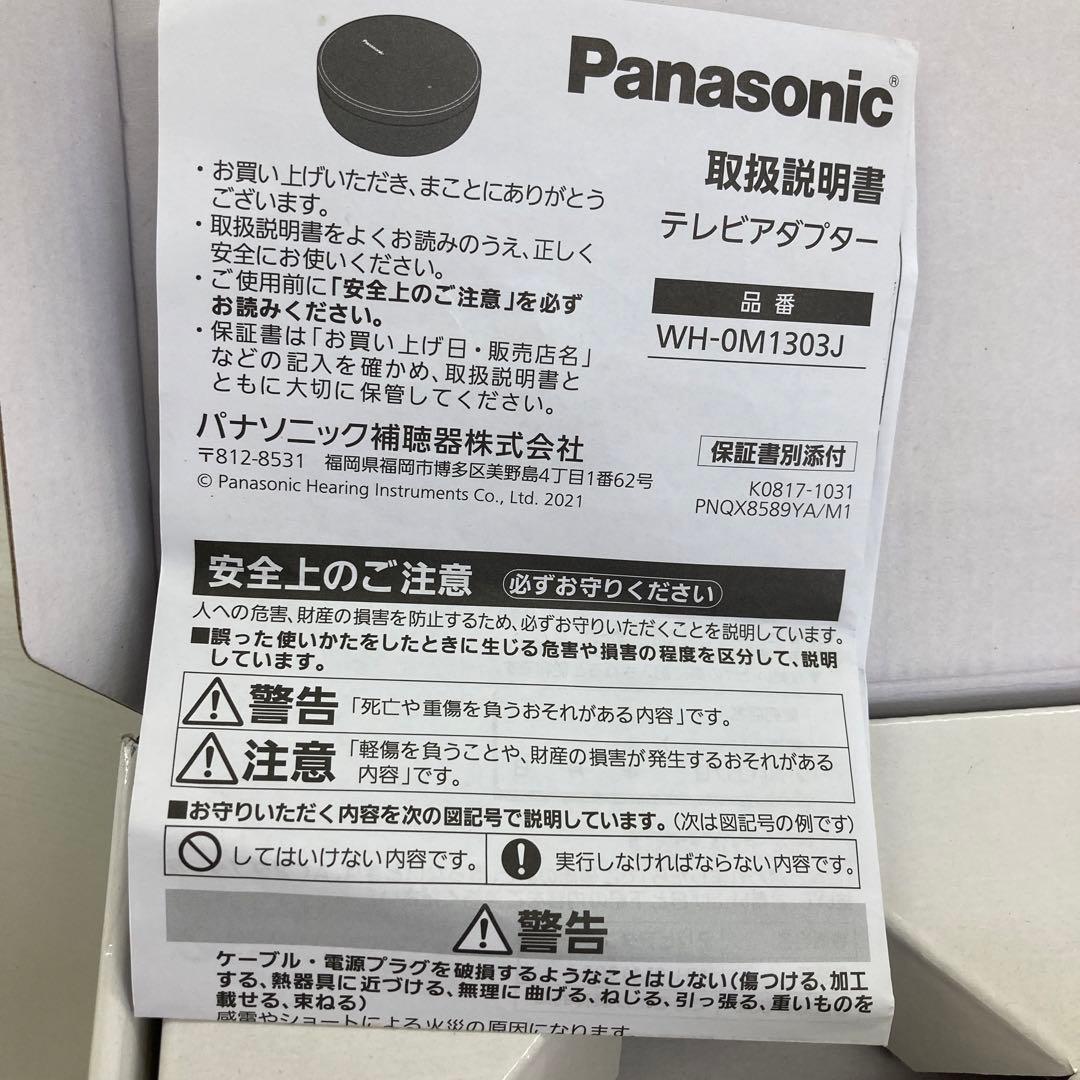 Panasonic
Panasonic®
取扱説明書
テレビアダプター
品番
WH-0M1303J
・お買い上げいただき、まことにありがとう
ございます。
・取扱説明書をよくお読みのうえ、正しく
安全にお使いください。
・ご使用前に「安全上のご注意」を必ず
お読みください。
・保証書は「お買い上げ日・販売店名」
などの記入を確かめ、取扱説明書と
ともに大切に保管してください。
パナソニック補聴器株式会社
〒812-8531 福岡県福岡市博多区美野島4丁目1番62号
© Panasonic Hearing Instruments Co., Ltd. 2021
保証書別添付
K0817-1031
PNQX8589YA/M1
安全上のご注意 必ずお守りください
人への危害、財産の損害を防止するため、必ずお守りいただくことを説明しています。
■誤った使いかたをしたときに生じる危害や損害の程度を区分して、説明
しています。
警告 「死亡や重傷を負うおそれがある内容」です。
注意 「軽傷を負うことや、財産の損害が発生するおそれがある
内容」です。
■お守りいただく内容を次の図記号で説明しています。(次は図記号の例です)
してはいけない内容です。
実行しなければならない内容です。
警告
ケーブル・電源プラグを破損するようなことはしない(傷つける、加工
する、熱器具に近づける、無理に曲げる、ねじる、引っ張る、重いものを
載せる、束ねる)
感電やショートによる火災の原因になります